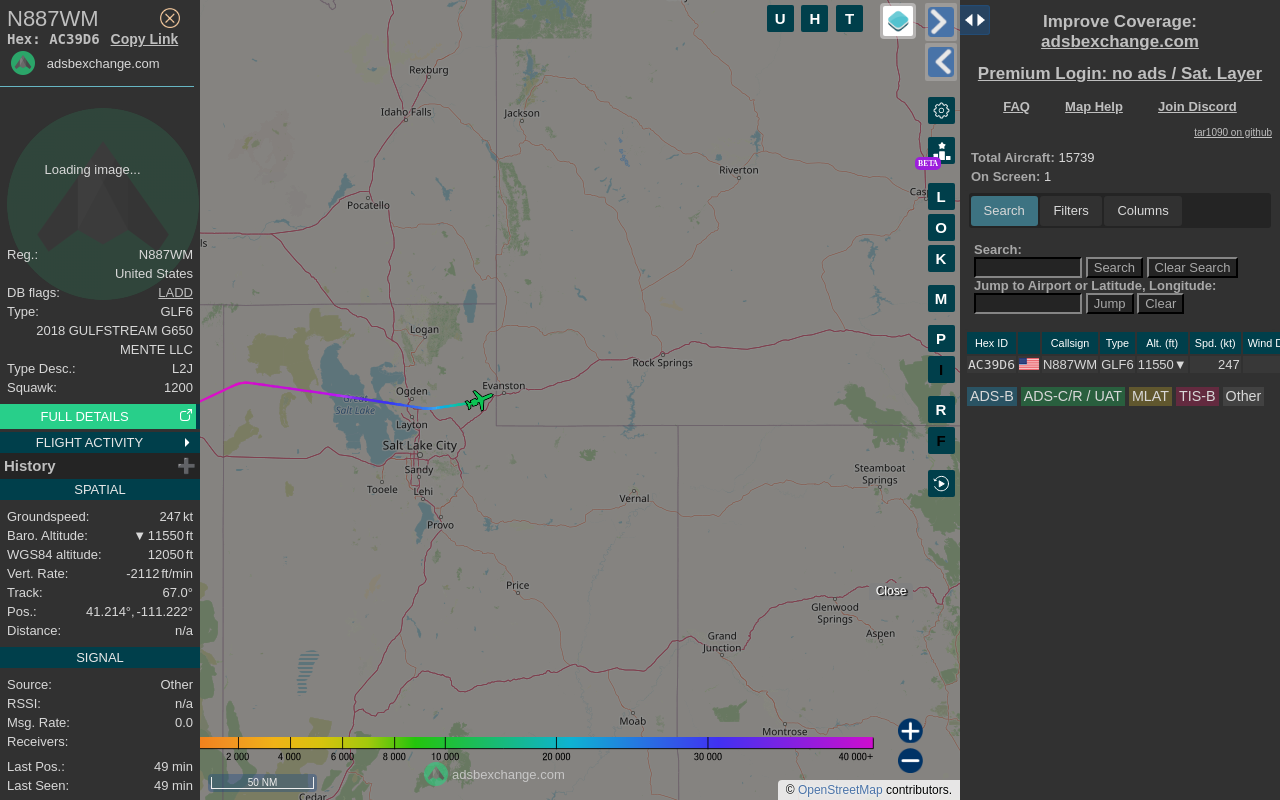 N887WM
Hex: AC39D6 Copy Link
adsbexchange.com
Loading image...
Reg.: N887WM
United States
DB flags: LADD
Type: GLF6
2018 GULFSTREAM G650
MENTE LLC
Type Desc.: L2J
Squawk: 1200
FULL DETAILS
FLIGHT ACTIVITY
History
SPATIAL
Groundspeed: 247 kt
Baro. Altitude: ▼ 11550 ft
WGS84 altitude: 12050 ft
Vert. Rate: -2112 ft/min
Track: 67.0°
Pos.: 41.214°, -111.222°
Distance: n/a
SIGNAL
Source: Other
RSSI: n/a
Msg. Rate: 0.0
Receivers:
Last Pos.: 49 min
Last Seen: 49 min
U H T
BETA
L
O
K
M
P
I
R
F
Rexburg
Idaho Falls
Jackson
Riverton
Pocatello
Logan
Rock Springs
Evanston
Ogden
Great
Salt Lake
Layton
Salt Lake City
Sandy
Tooele
Lehi
Provo
Vernal
Steamboat
Springs
Price
Close
Glenwood
Springs
Aspen
Grand
Junction
Moab
Montrose
Cedar
2 000 4 000 6 000 8 000 10 000 20 000 30 000 40 000+
adsbexchange.com
50 NM
© OpenStreetMap contributors.
Improve Coverage:
adsbexchange.com
Premium Login: no ads / Sat. Layer
FAQ Map Help Join Discord
tar1090 on github
Total Aircraft: 15739
On Screen: 1
Search Filters Columns
Search:
Search Clear Search
Jump to Airport or Latitude, Longitude:
Jump Clear
Hex ID Callsign Type Alt. (ft) Spd. (kt) Wind D
AC39D6 N887WM GLF6 11550▼ 247
ADS-B ADS-C/R / UAT MLAT TIS-B Other